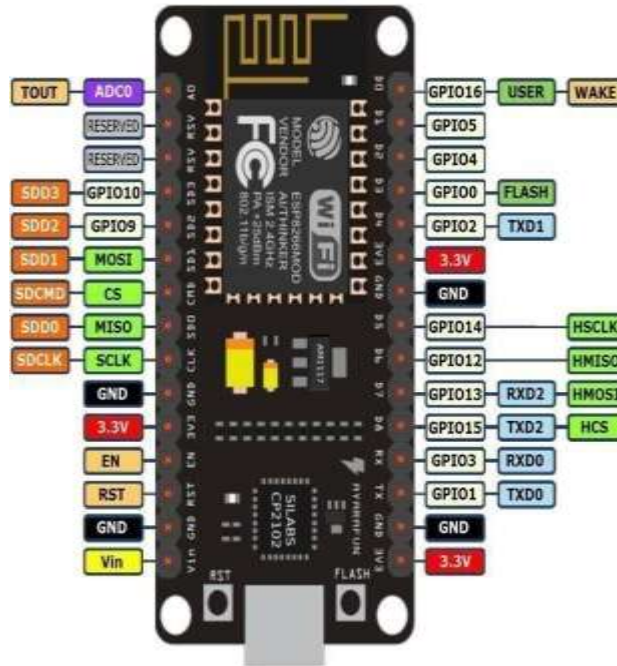 TOUT ADC0 A0 D0 GPIO16 USER WAKE
RESERVED RSV D1 GPIO5
RESERVED RSV D2 GPIO4
SDD3 GPIO10 SD3 D3 GPIO0 FLASH
SDD2 GPIO9 SD2 D4 GPIO2 TXD1
SDD1 MOSI SD1 3V3 3.3V
SDCMD CS CMD GND GND
SDD0 MISO SD0 D5 GPIO14 HSCLK
SDCLK SCLK CLK D6 GPIO12 HMISO
GND GND D7 GPIO13 RXD2 HMOSI
3.3V 3V3 D8 GPIO15 TXD2 HCS
EN EN RX GPIO3 RXD0
RST RST TX GPIO1 TXD0
GND GND GND GND
Vin Vin 3V3 3.3V
MODEL ESP8266MOD
VENDOR AI/THINKER
ISM 2.4GHz
PA +25dBm
802.11b/g/n
FC
WiFi
AM1117
SILABS
CP2102
AYARAFUN
RST
FLASH